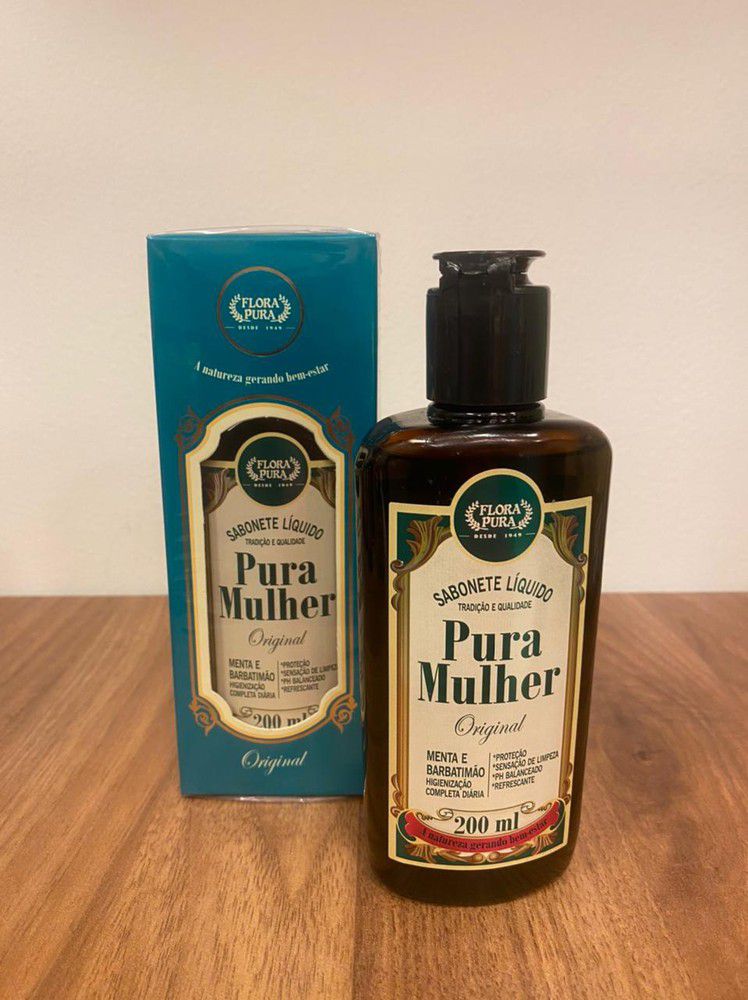 FLORA
PURA
DESDE 1949
A natureza gerando bem-estar
FLORA
PURA
DESDE 1949
SABONETE LÍQUIDO
TRADIÇÃO E QUALIDADE
Pura
Mulher
Original
MENTA E
BARBATIMÃO
HIGIENIZAÇÃO
COMPLETA DIÁRIA
*PROTEÇÃO
*SENSAÇÃO DE LIMPEZA
*PH BALANCEADO
*REFRESCANTE
200 ml
Original
FLORA
PURA
DESDE 1949
SABONETE LÍQUIDO
TRADIÇÃO E QUALIDADE
Pura
Mulher
Original
MENTA E
BARBATIMÃO
HIGIENIZAÇÃO
COMPLETA DIÁRIA
*PROTEÇÃO
*SENSAÇÃO DE LIMPEZA
*PH BALANCEADO
*REFRESCANTE
200 ml
A natureza gerando bem-estar